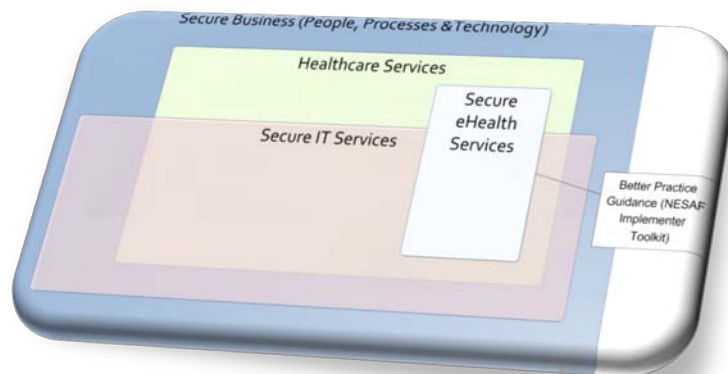 Secure Business (People, Processes &Technology)
Healthcare Services
Secure
eHealth
Services
Secure IT Services
Better Practice
Guidance (NESAF
Implementer
Toolkit)